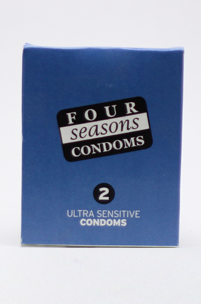 FOUR
seasons
CONDOMS
2
ULTRA SENSITIVE
CONDOMS